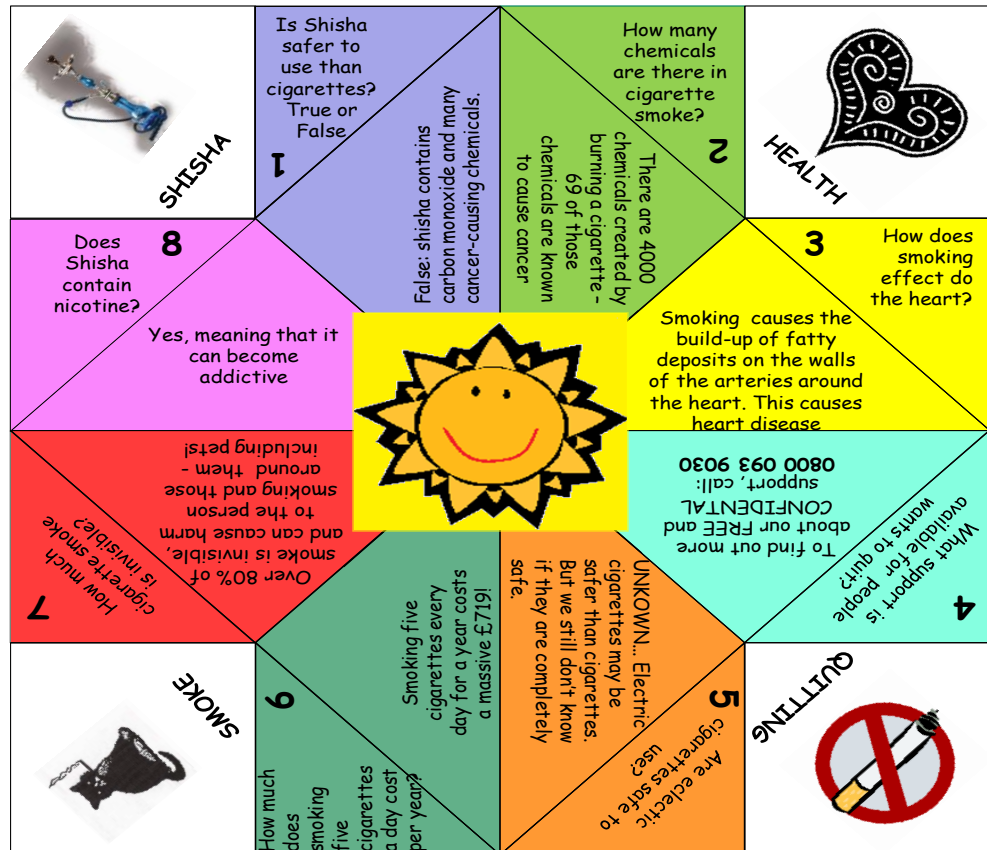 SHISHA
Is Shisha
safer to
use than
cigarettes?
True or
False
1
False: shisha contains
carbon monoxide and many
cancer-causing chemicals.
How many
chemicals
are there in
cigarette
smoke?
2
There are 4000
chemicals created by
burning a cigarette -
69 of those
chemicals are known
to cause cancer
HEALTH
3
How does
smoking
effect do
the heart?
Smoking causes the
build-up of fatty
deposits on the walls
of the arteries around
the heart. This causes
heart disease
What support is
available for people
wants to quit?
4
To find out more
about our FREE and
CONFIDENTAL
support, call:
0800 093 9030
QUITTING
5
Are eclectic
cigarettes safe to
use?
UNKOWN... Electric
cigarettes may be
safer than cigarettes.
But we still don't know
if they are completely
safe.
6
How much
does
smoking
five
cigarettes
a day cost
per year?
Smoking five
cigarettes every
day for a year costs
a massive £719!
SMOKE
7
How much
cigarette smoke
is invisible?
Over 80% of
smoke is invisible,
and can cause harm
to the person
smoking and those
around them -
including pets!
8
Does
Shisha
contain
nicotine?
Yes, meaning that it
can become
addictive